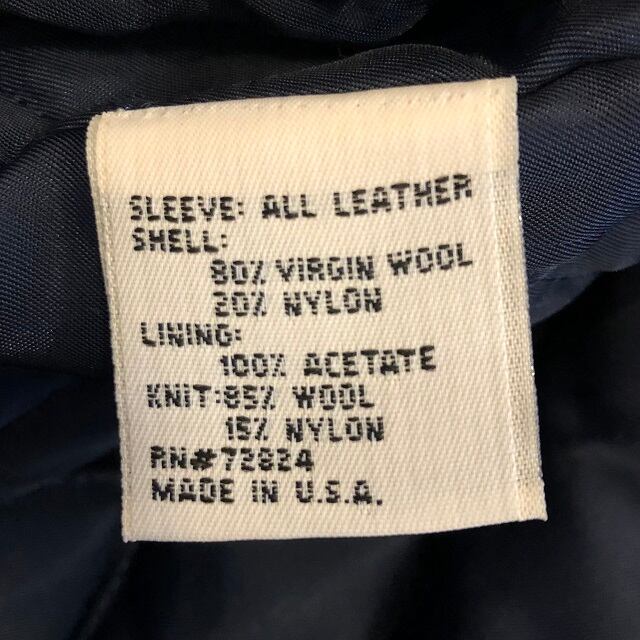 SLEEVE: ALL LEATHER
SHELL:
80% VIRGIN WOOL
20% NYLON
LINING:
100% ACETATE
KNIT:85% WOOL
15% NYLON
RN#72824
MADE IN U.S.A.